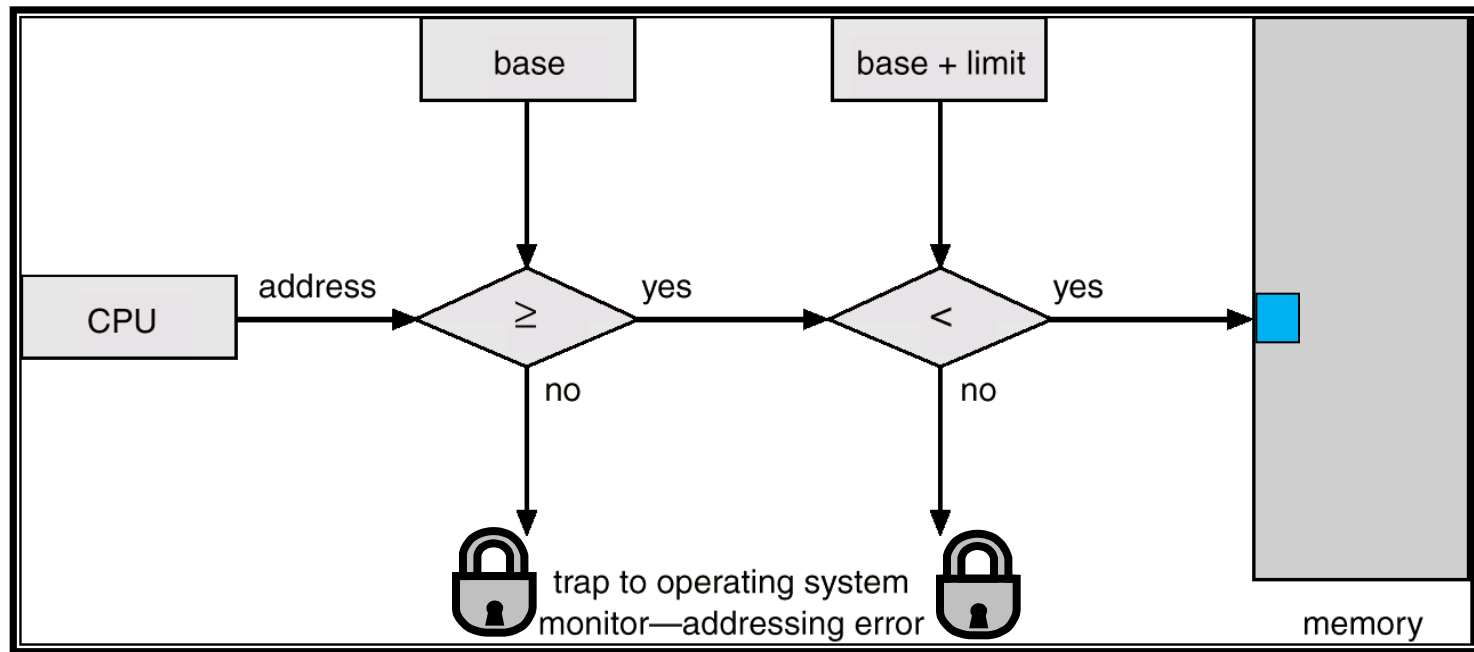 base
base + limit
CPU
address
≥
yes
<
yes
no
no
trap to operating system
monitor—addressing error
memory